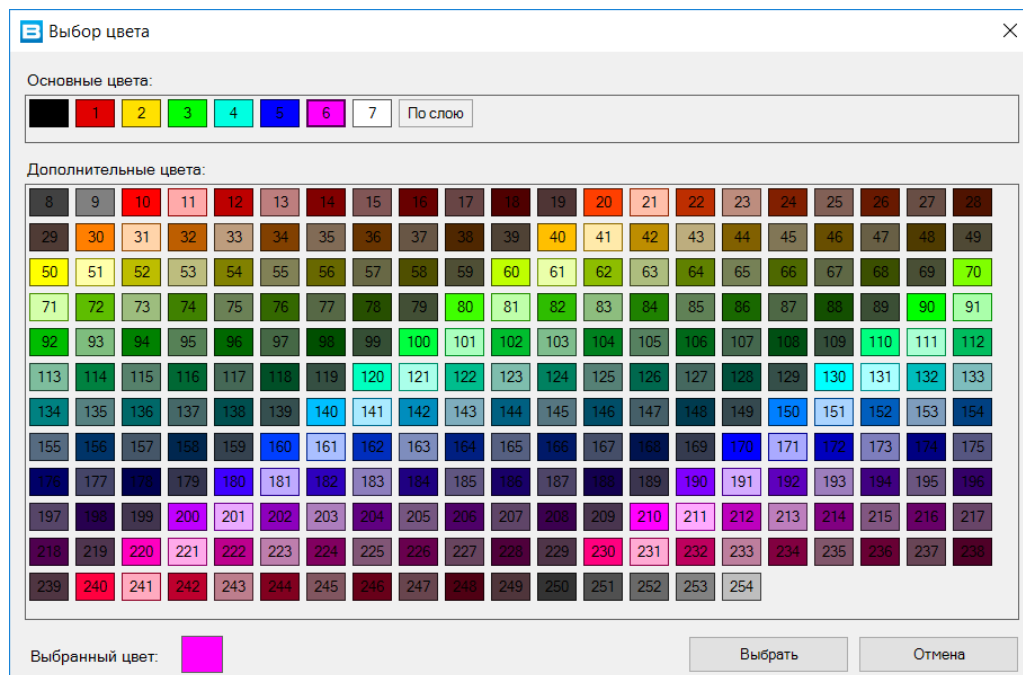 Выбор цвета
Основные цвета:
1 2 3 4 5 6 7 По слою
Дополнительные цвета:
8 9 10 11 12 13 14 15 16 17 18 19 20 21 22 23 24 25 26 27 28
29 30 31 32 33 34 35 36 37 38 39 40 41 42 43 44 45 46 47 48 49
50 51 52 53 54 55 56 57 58 59 60 61 62 63 64 65 66 67 68 69 70
71 72 73 74 75 76 77 78 79 80 81 82 83 84 85 86 87 88 89 90 91
92 93 94 95 96 97 98 99 100 101 102 103 104 105 106 107 108 109 110 111 112
113 114 115 116 117 118 119 120 121 122 123 124 125 126 127 128 129 130 131 132 133
134 135 136 137 138 139 140 141 142 143 144 145 146 147 148 149 150 151 152 153 154
155 156 157 158 159 160 161 162 163 164 165 166 167 168 169 170 171 172 173 174 175
176 177 178 179 180 181 182 183 184 185 186 187 188 189 190 191 192 193 194 195 196
197 198 199 200 201 202 203 204 205 206 207 208 209 210 211 212 213 214 215 216 217
218 219 220 221 222 223 224 225 226 227 228 229 230 231 232 233 234 235 236 237 238
239 240 241 242 243 244 245 246 247 248 249 250 251 252 253 254
Выбранный цвет: Выбрать Отмена